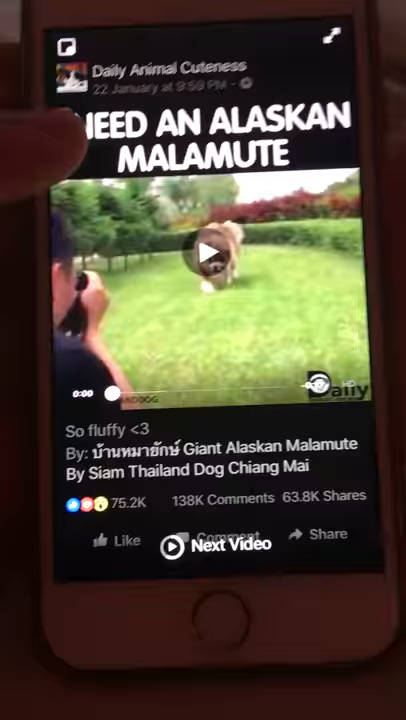 Daily Animal Cuteness
22 January at 9:59 PM
NEED AN ALASKAN
MALAMUTE
0:00
HD
Daily
So fluffy <3
By: บ้านหมายักษ์ Giant Alaskan Malamute
By Siam Thailand Dog Chiang Mai
75.2K 138K Comments 63.8K Shares
Like Comment Share
Next Video